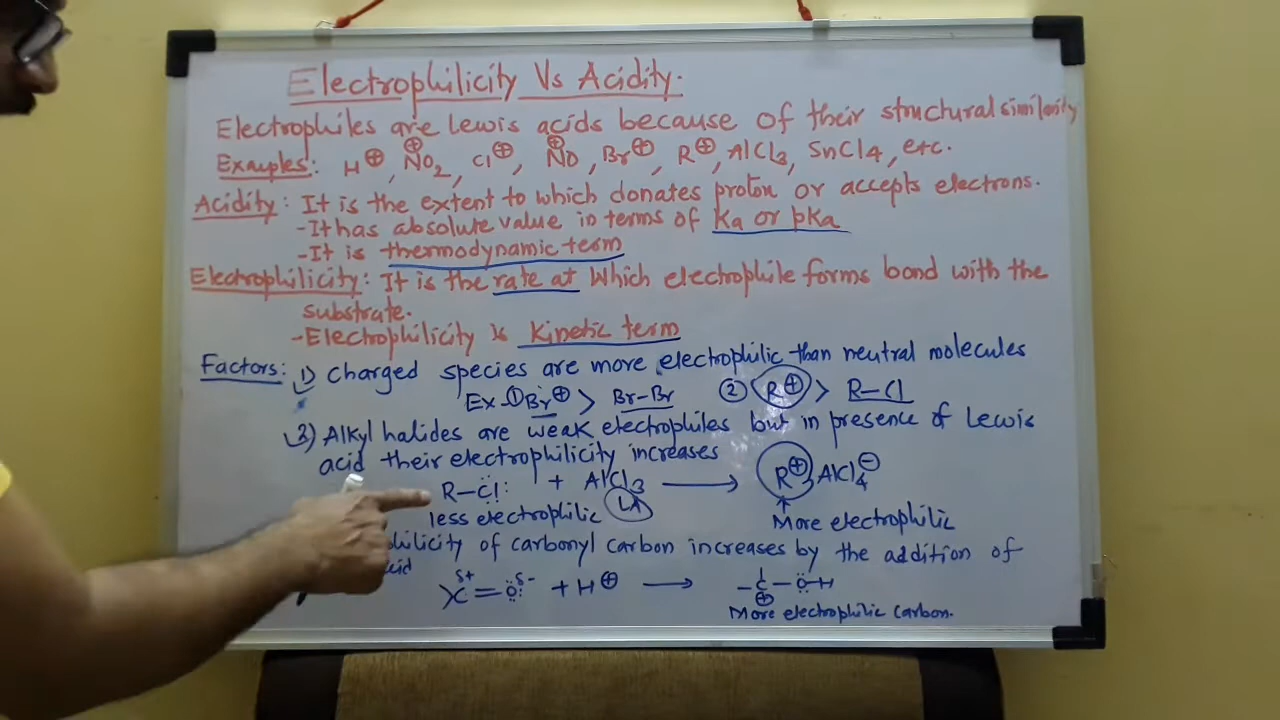 Electrophilicity Vs Acidity.
Electrophiles are Lewis acids because of their structural similarity
Examples: H⊕, N⊕O2, Cl⊕, N⊕O, Br⊕, R⊕, AlCl3, SnCl4, etc.
Acidity: It is the extent to which donates proton or accepts electrons.
- It has absolute value in terms of Ka or pKa
- It is thermodynamic term
Electrophilicity: It is the rate at which electrophile forms bond with the
substrate.
- Electrophilicity is kinetic term
Factors: 1) Charged species are more electrophilic than neutral molecules
Ex-① Br⊕ > Br-Br ② R⊕ > R-Cl
2) Alkyl halides are weak electrophiles but in presence of Lewis
acid their electrophilicity increases
R-Cl: + AlCl3 ⟶ R⊕, AlCl4⊖
less electrophilic LA More electrophilic
philicity of carbonyl carbon increases by the addition of
acid
C δ+ = O δ- + H⊕ ⟶ -C⊕-O-H
More electrophilic carbon.